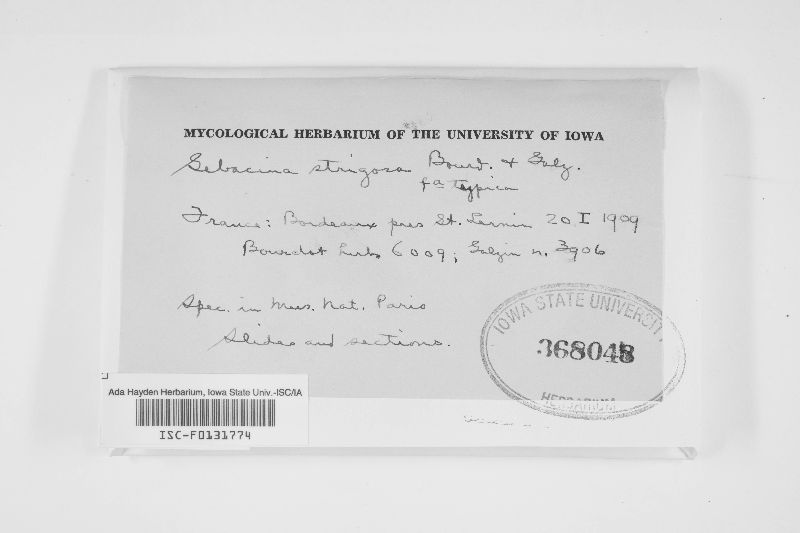 MYCOLOGICAL HERBARIUM OF THE UNIVERSITY OF IOWA
Sebacina strigosa Bourd. & Galz.
fa typica
France: Bordeaux pres St. Sernin 20 I 1909
Bourdot herb. 6009; Galzin n. 3906
Spec. in Mus. Nat. Paris
Slides and sections.
IOWA STATE UNIVERSITY
368048
HERBARIUM
Ada Hayden Herbarium, Iowa State Univ.-ISC/IA
ISC-F0131774